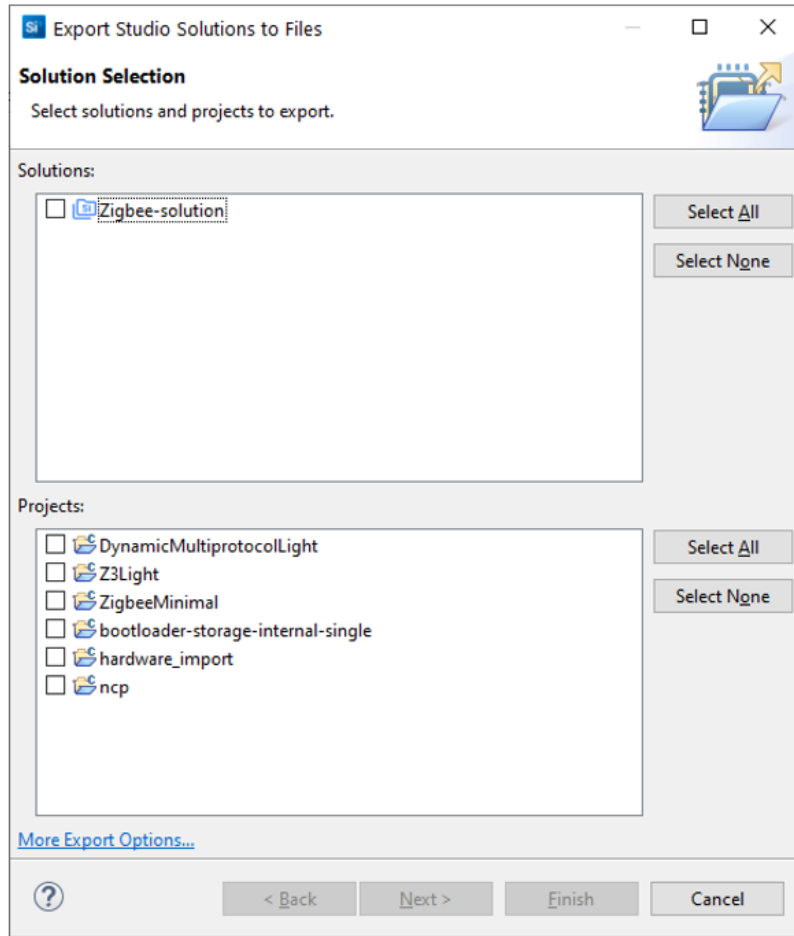 Si Export Studio Solutions to Files
Solution Selection
Select solutions and projects to export.
Solutions:
Si Zigbee-solution
Select All
Select None
Projects:
DynamicMultiprotocolLight
Z3Light
ZigbeeMinimal
bootloader-storage-internal-single
hardware_import
ncp
Select All
Select None
More Export Options...
? < Back Next > Finish Cancel